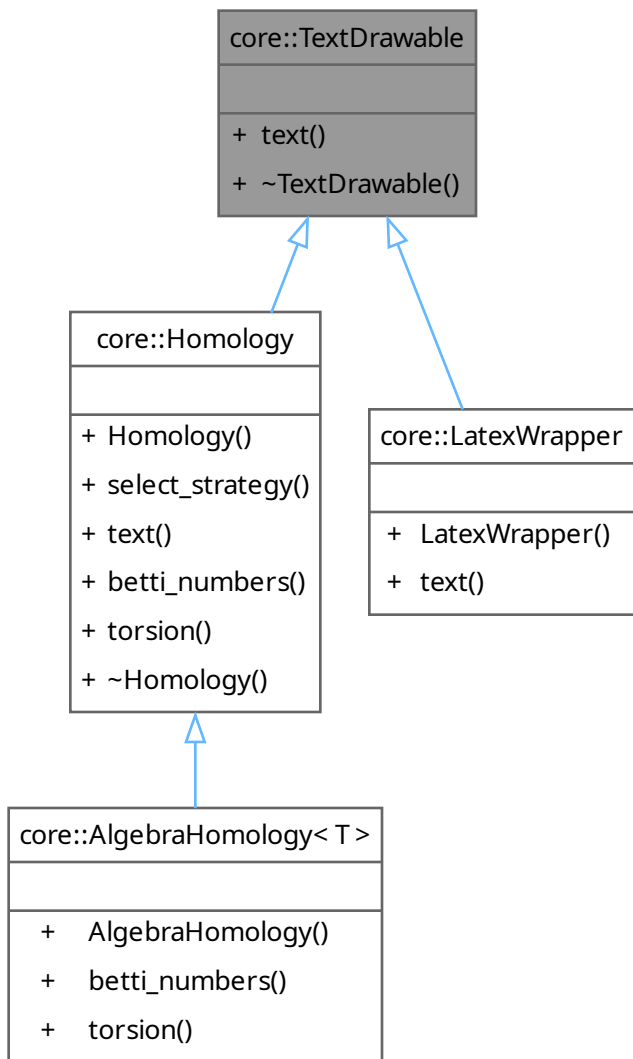 core::TextDrawable
+ text()
+ ~TextDrawable()
core::Homology
+ Homology()
+ select_strategy()
+ text()
+ betti_numbers()
+ torsion()
+ ~Homology()
core::LatexWrapper
+ LatexWrapper()
+ text()
core::AlgebraHomology< T >
+ AlgebraHomology()
+ betti_numbers()
+ torsion()